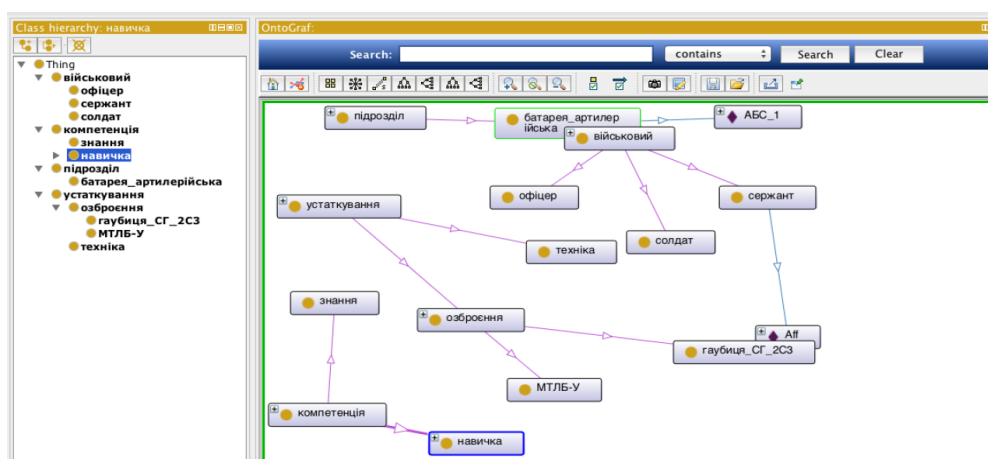 Class hierarchy: навичка
Thing
військовий
офіцер
сержант
солдат
компетенція
знання
навичка
підрозділ
батарея_артилерійська
устаткування
озброєння
гаубиця_СГ_2С3
МТЛБ-У
техніка
OntoGraf:
Search:
contains
Search
Clear
підрозділ
батарея_артилер
ійська
АБС_1
військовий
офіцер
сержант
устаткування
солдат
техніка
знання
озброєння
Aff
гаубиця_СГ_2С3
МТЛБ-У
компетенція
навичка